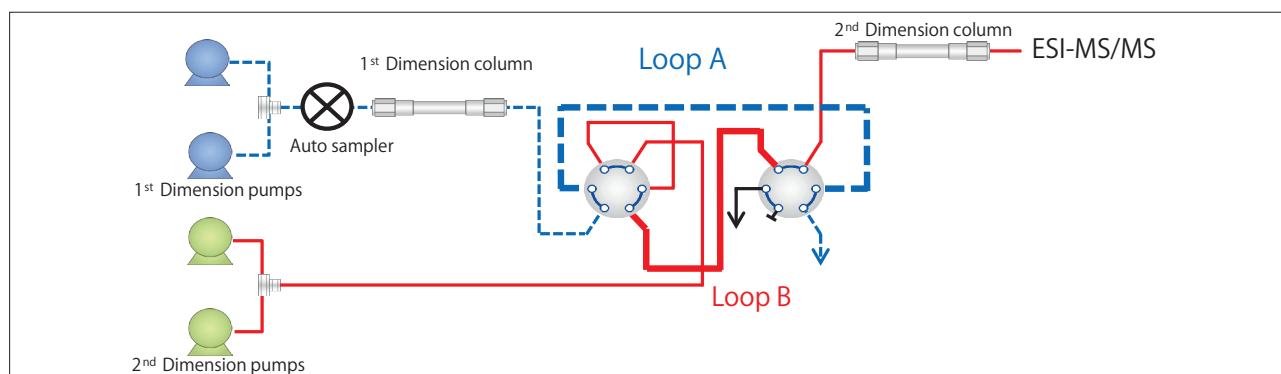 2nd Dimension column
ESI-MS/MS
Loop A
1st Dimension column
Auto sampler
1st Dimension pumps
Loop B
2nd Dimension pumps